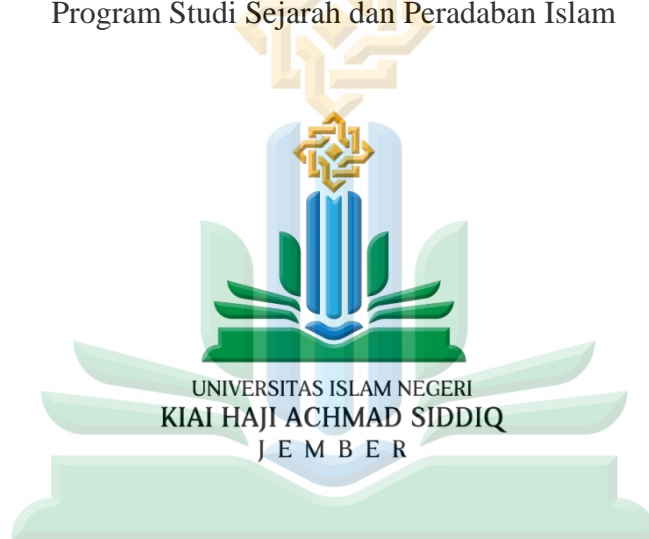 Program Studi Sejarah dan Peradaban Islam
UNIVERSITAS ISLAM NEGERI
KIAI HAJI ACHMAD SIDDIQ
JEMBER